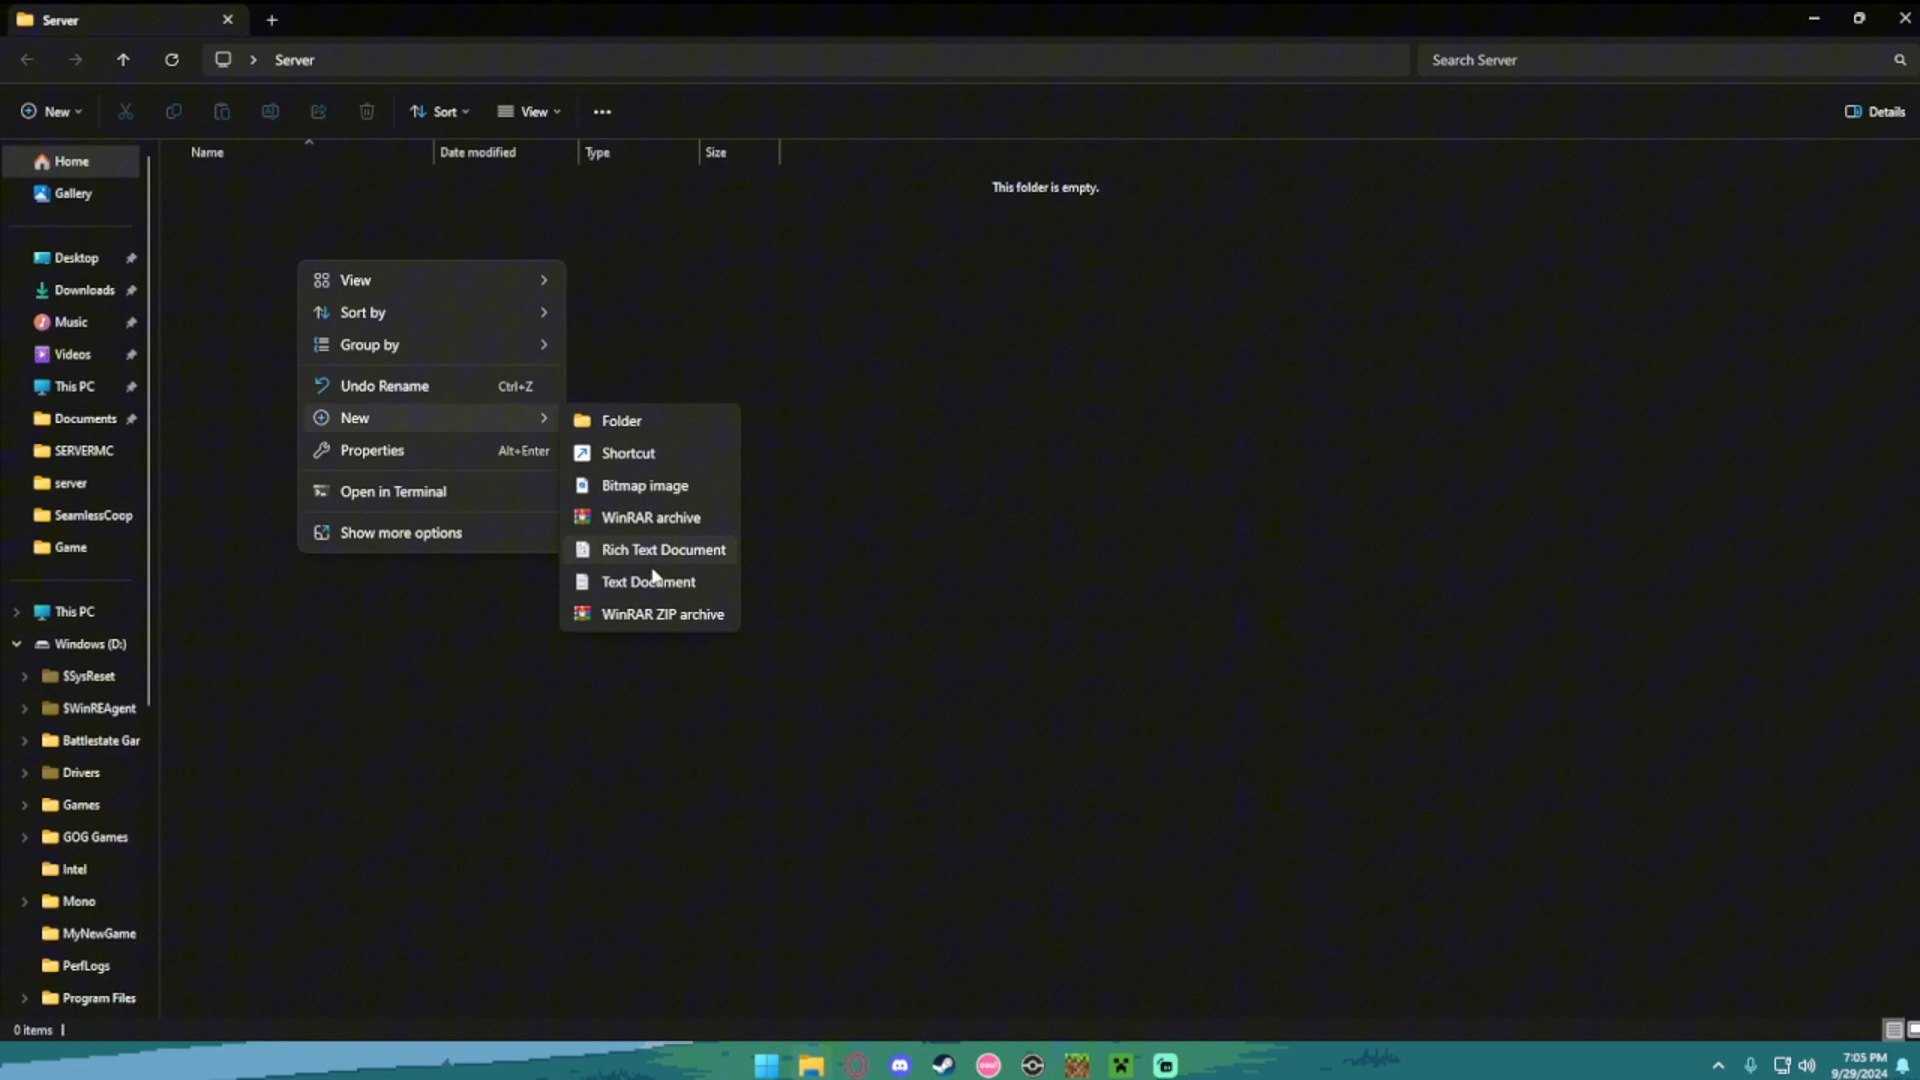 Server
Server
Search Server
New
Sort
View
Details
Name
Date modified
Type
Size
This folder is empty.
Home
Gallery
Desktop
Downloads
Music
Videos
This PC
Documents
SERVERMC
server
SeamlessCoop
Game
This PC
Windows (D:)
$SysReset
$WinREAgent
Battlestate Gar
Drivers
Games
GOG Games
Intel
Mono
MyNewGame
PerfLogs
Program Files
View
Sort by
Group by
Undo Rename Ctrl+Z
New
Properties Alt+Enter
Open in Terminal
Show more options
Folder
Shortcut
Bitmap image
WinRAR archive
Rich Text Document
Text Document
WinRAR ZIP archive
0 items
7:05 PM
9/29/2024